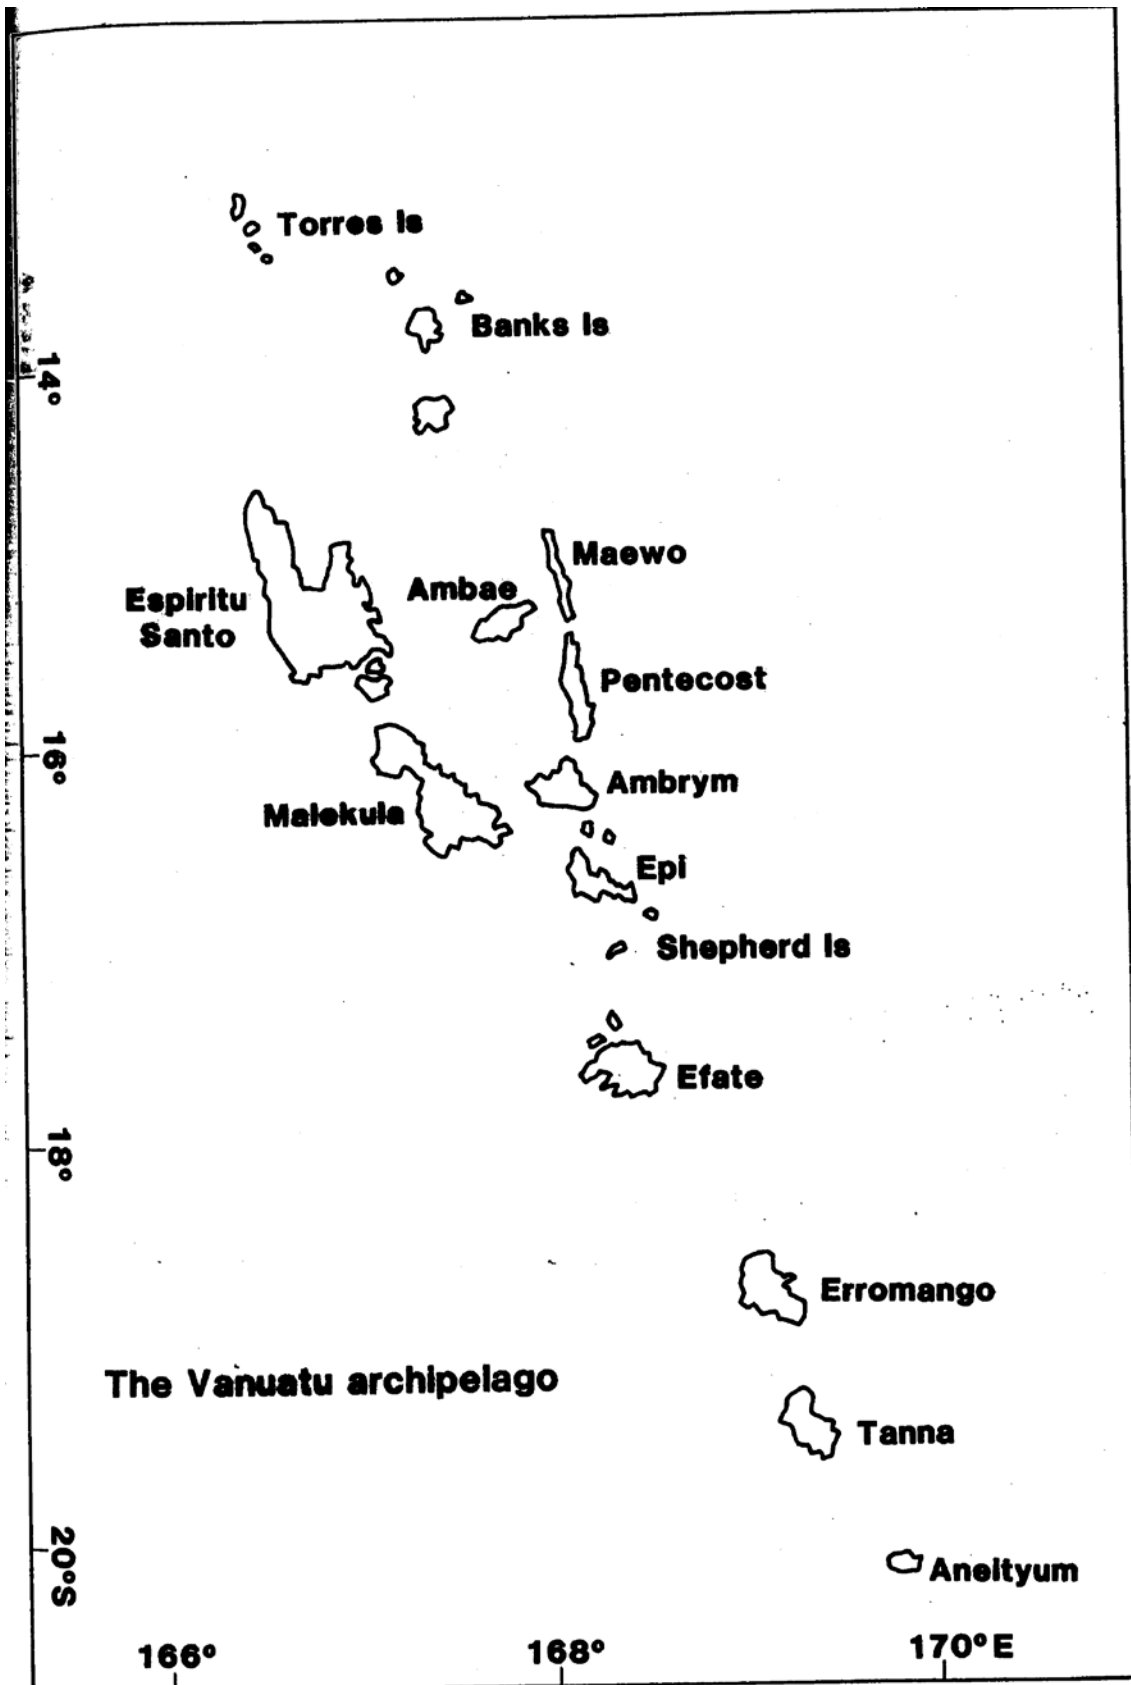 Torres Is
Banks Is
14°
Maewo
Ambae
Espiritu
Santo
Pentecost
16°
Ambrym
Malekula
Epi
Shepherd Is
Efate
18°
Erromango
The Vanuatu archipelago
Tanna
20°S
Aneityum
166°
168°
170°E